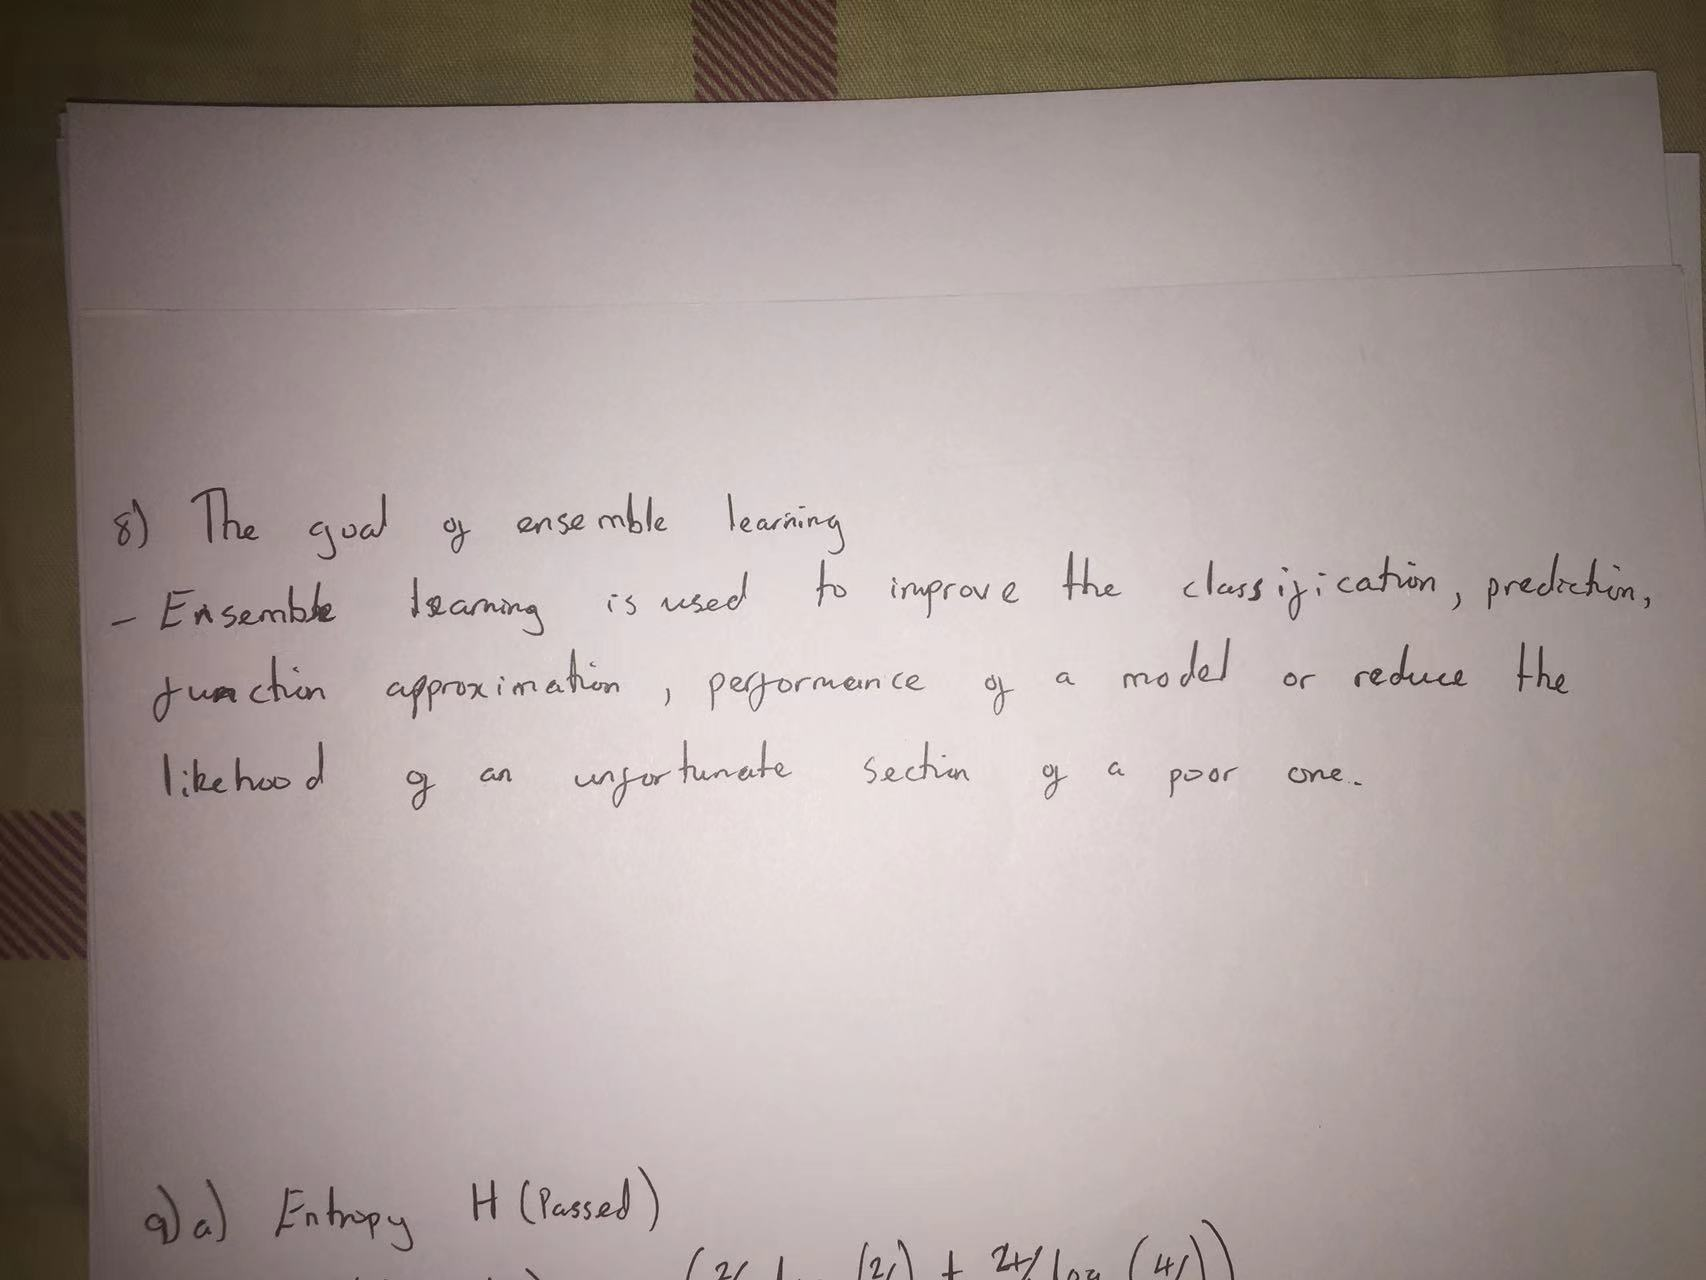 8) The goal of ensemble learning
- Ensemble learning is used to improve the classification, prediction,
function approximation, performance of a model or reduce the
likehood of an unfortunate section of a poor one.
9) a) Entropy H (Passed)